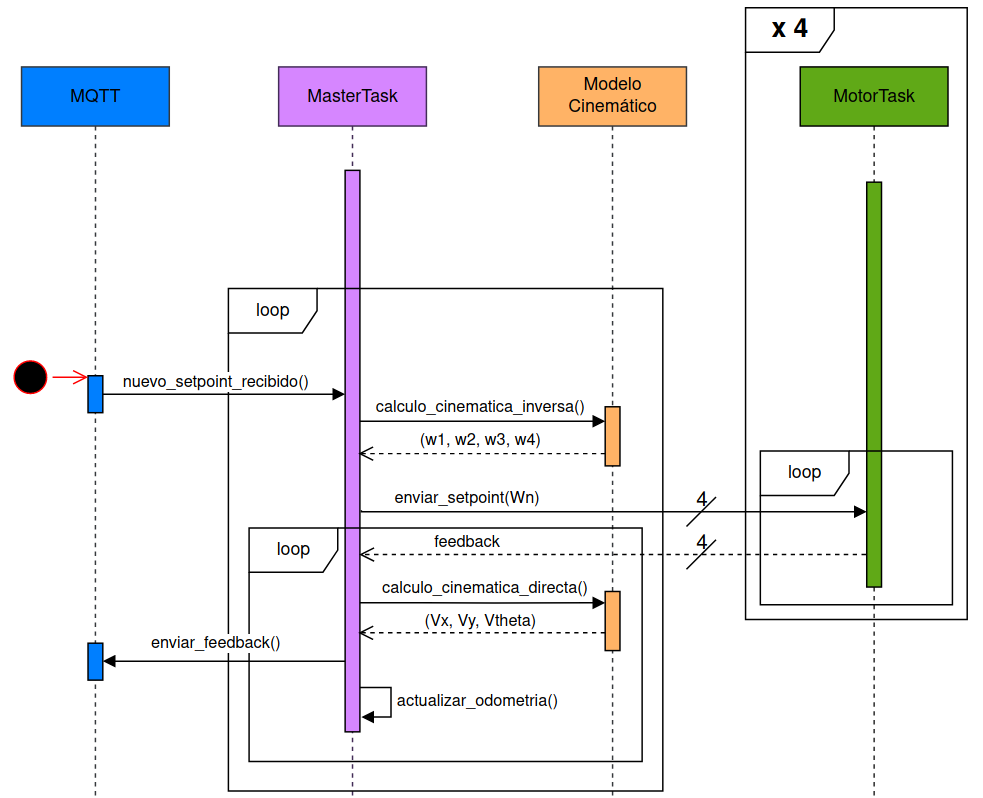 x 4
MQTT
MasterTask
Modelo
Cinemático
MotorTask
loop
nuevo_setpoint_recibido()
calculo_cinematica_inversa()
(w1, w2, w3, w4)
loop
enviar_setpoint(Wn)
4
loop
feedback
4
calculo_cinematica_directa()
(Vx, Vy, Vtheta)
enviar_feedback()
actualizar_odometria()